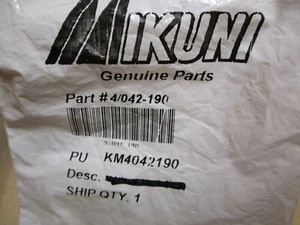 MIKUNI
Genuine Parts
Part # 4/042-190
PU KM4042190
Desc.
SHIP QTY. 1